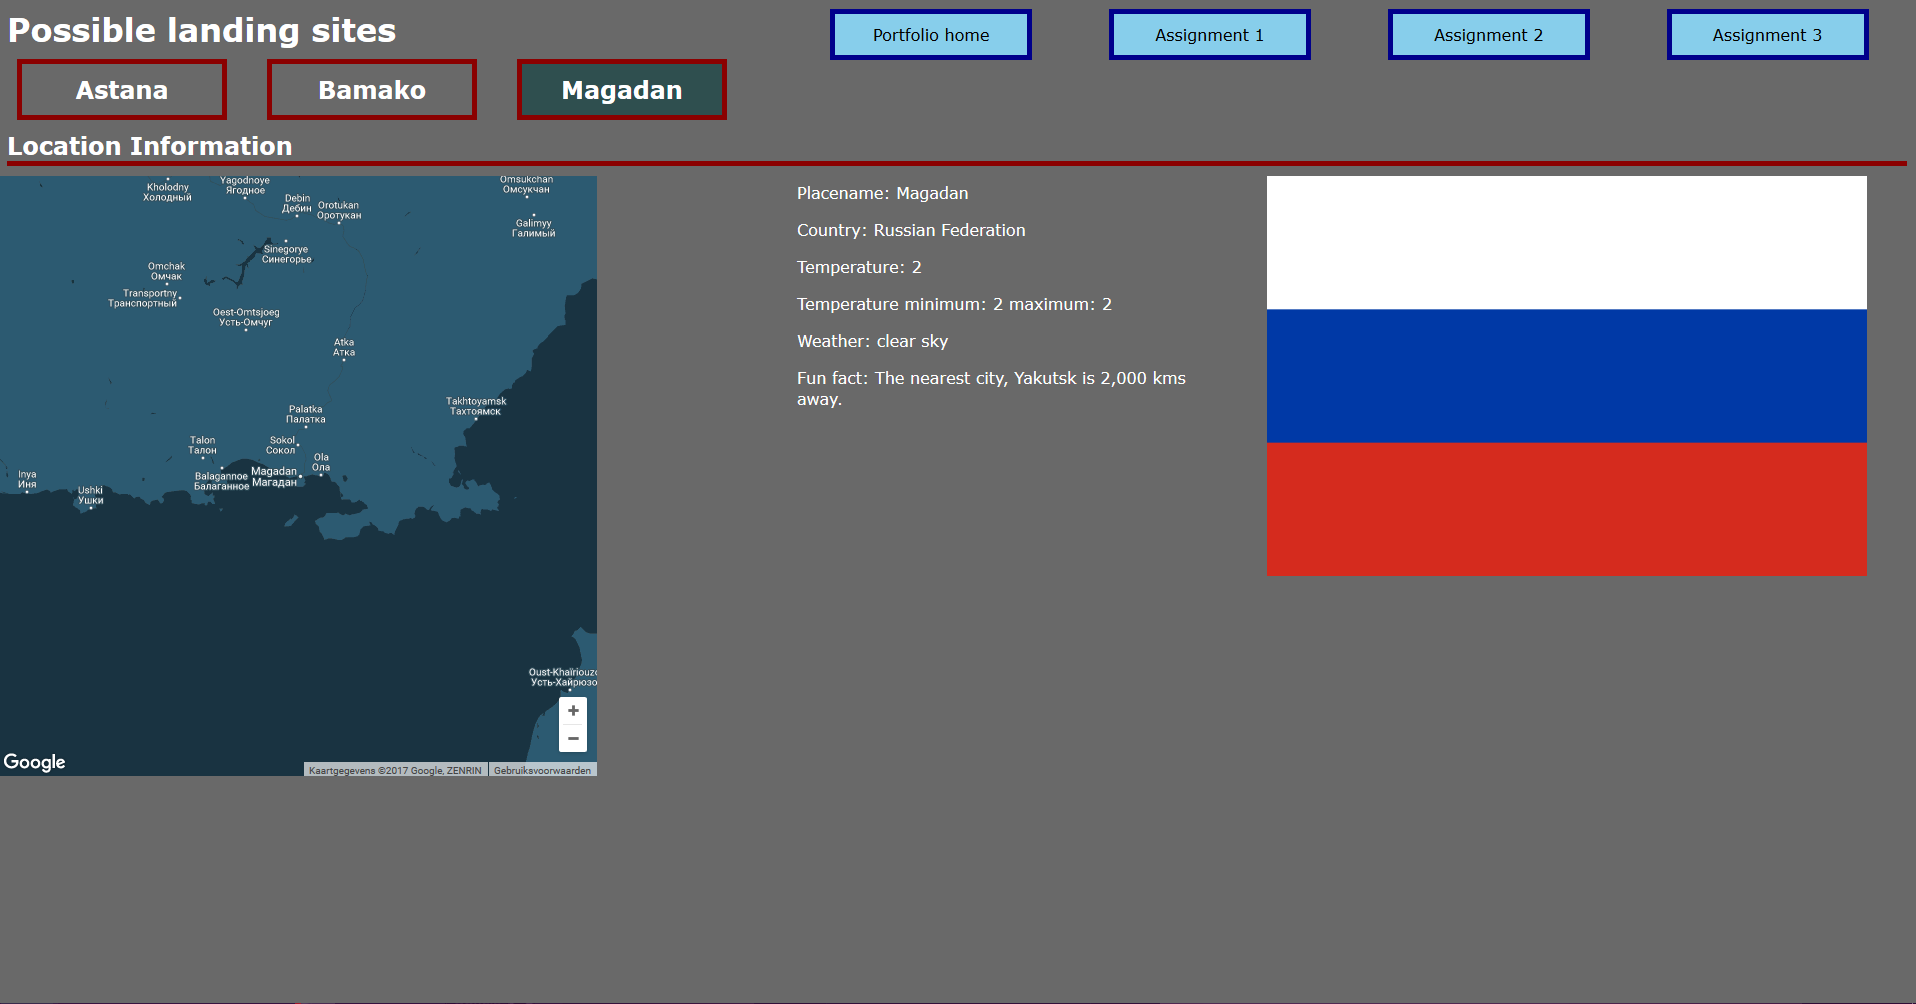 Possible landing sites
Portfolio home
Assignment 1
Assignment 2
Assignment 3
Astana
Bamako
Magadan
Location Information
Kholodny
Холодный
Yagodnoye
Ягодное
Debin
Дебин
Orotukan
Оротукан
Omsukchan
Омсукчан
Galimyy
Галимый
Sinegorye
Синегорье
Omchak
Омчак
Transportny
Транспортный
Oest-Omtsjoeg
Усть-Омчуг
Atka
Атка
Palatka
Палатка
Takhtoyamsk
Тахтоямск
Talon
Талон
Sokol
Сокол
Ola
Ола
Inya
Иня
Ushki
Ушки
Balagannoe
Балаганное
Magadan
Магадан
Oust-Khaïriouzo
Усть-Хайрюзо
+
−
Google
Kaartgegevens ©2017 Google, ZENRIN
Gebruiksvoorwaarden
Placename: Magadan
Country: Russian Federation
Temperature: 2
Temperature minimum: 2 maximum: 2
Weather: clear sky
Fun fact: The nearest city, Yakutsk is 2,000 kms
away.